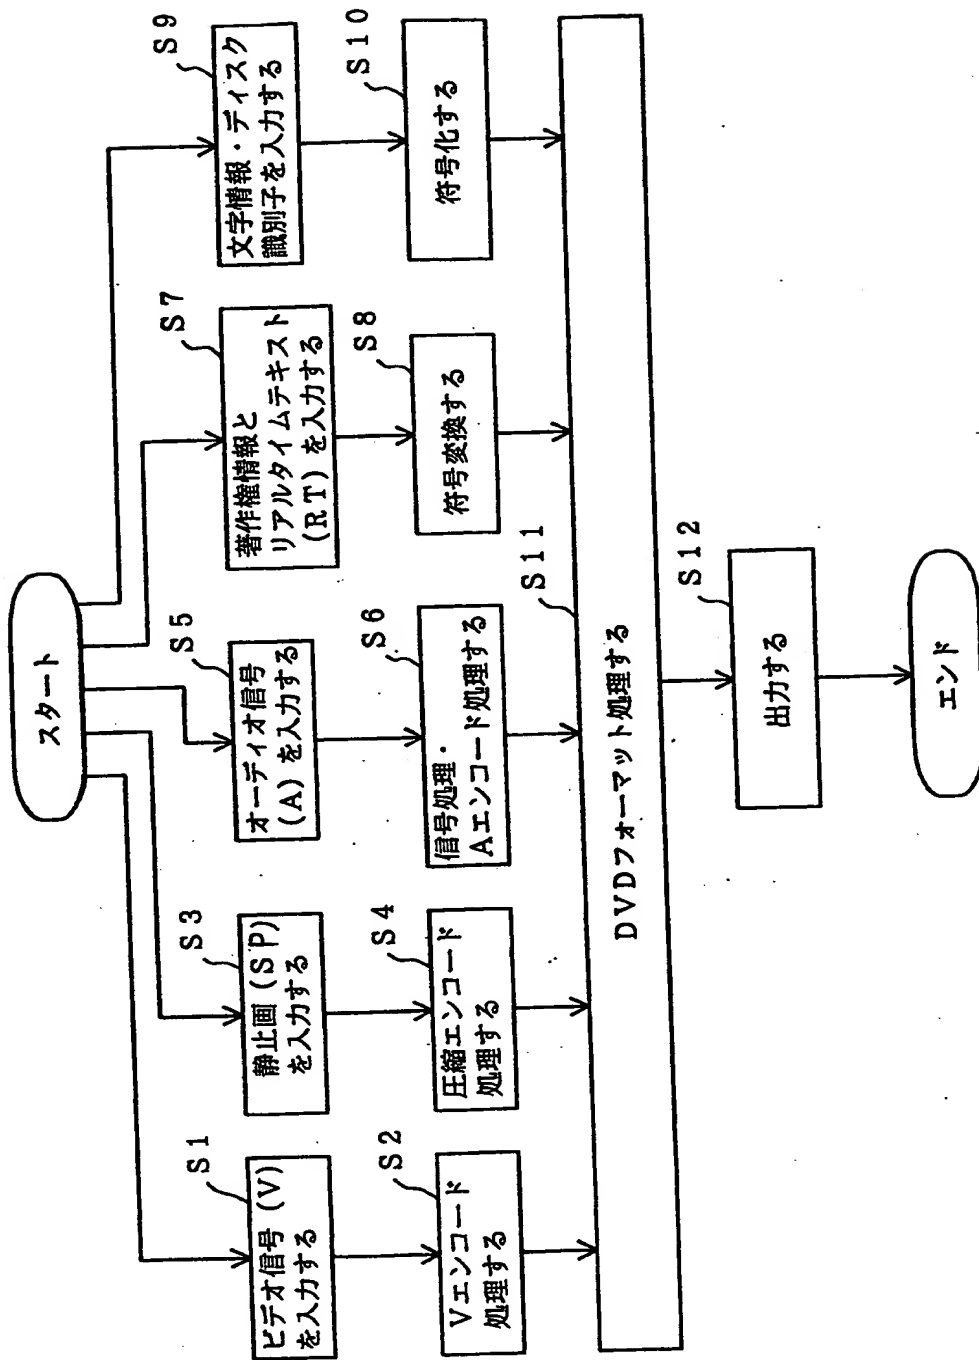 スタート
S1
ビデオ信号(V)
を入力する
S2
Vエンコード
処理する
S3
静止画(SP)
を入力する
S4
圧縮エンコード
処理する
S5
オーディオ信号
(A)を入力する
S6
信号処理・
Aエンコード処理する
S7
著作権情報と
リアルタイムテキスト
(RT)を入力する
S8
符号変換する
S9
文字情報・ディスク
識別子を入力する
S10
符号化する
S11
DVDフォーマット処理する
S12
出力する
エンド